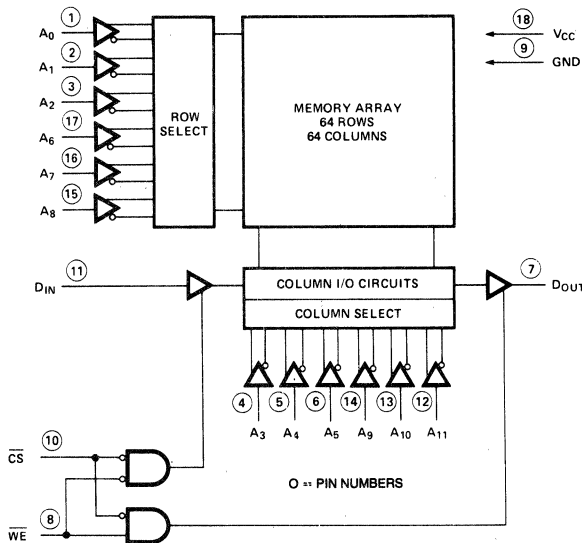 1
A0
2
A1
3
A2
17
A6
16
A7
15
A8
ROW
SELECT
MEMORY ARRAY
64 ROWS
64 COLUMNS
18
VCC
9
GND
11
DIN
COLUMN I/O CIRCUITS
COLUMN SELECT
7
DOUT
4
5
6
14
13
12
A3
A4
A5
A9
A10
A11
10
CS
8
WE
O = PIN NUMBERS